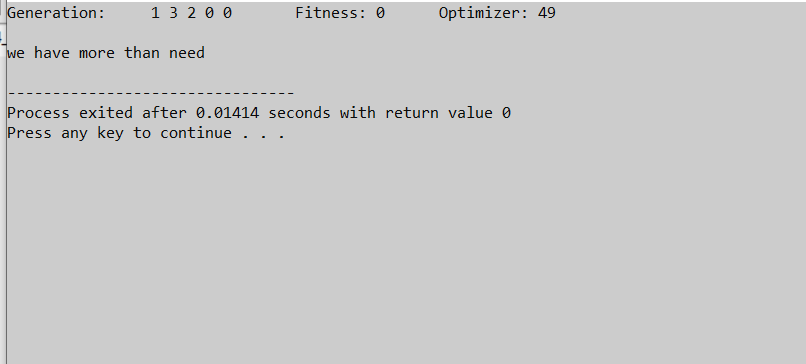 Generation: 1 3 2 0 0 Fitness: 0 Optimizer: 49
we have more than need
--------------------------------
Process exited after 0.01414 seconds with return value 0
Press any key to continue . . .